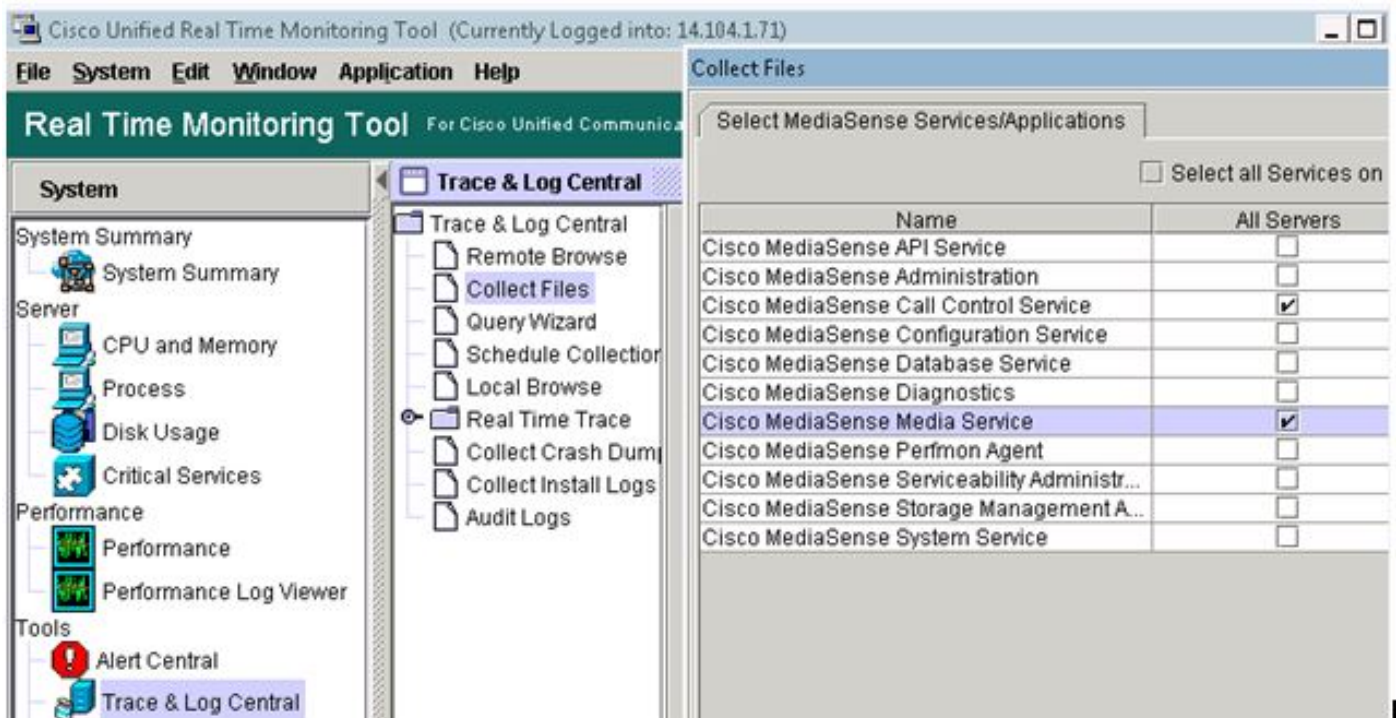 Cisco Unified Real Time Monitoring Tool (Currently Logged into: 14.104.1.71)
File System Edit Window Application Help
Real Time Monitoring Tool For Cisco Unified Communica
System
System Summary
System Summary
Server
CPU and Memory
Process
Disk Usage
Critical Services
Performance
Performance
Performance Log Viewer
Tools
Alert Central
Trace & Log Central
Trace & Log Central
Trace & Log Central
Remote Browse
Collect Files
Query Wizard
Schedule Collection
Local Browse
Real Time Trace
Collect Crash Dump
Collect Install Logs
Audit Logs
Collect Files
Select MediaSense Services/Applications
Select all Services on
Name All Servers
Cisco MediaSense API Service
Cisco MediaSense Administration
Cisco MediaSense Call Control Service
Cisco MediaSense Configuration Service
Cisco MediaSense Database Service
Cisco MediaSense Diagnostics
Cisco MediaSense Media Service
Cisco MediaSense Perfmon Agent
Cisco MediaSense Serviceability Administr...
Cisco MediaSense Storage Management A...
Cisco MediaSense System Service